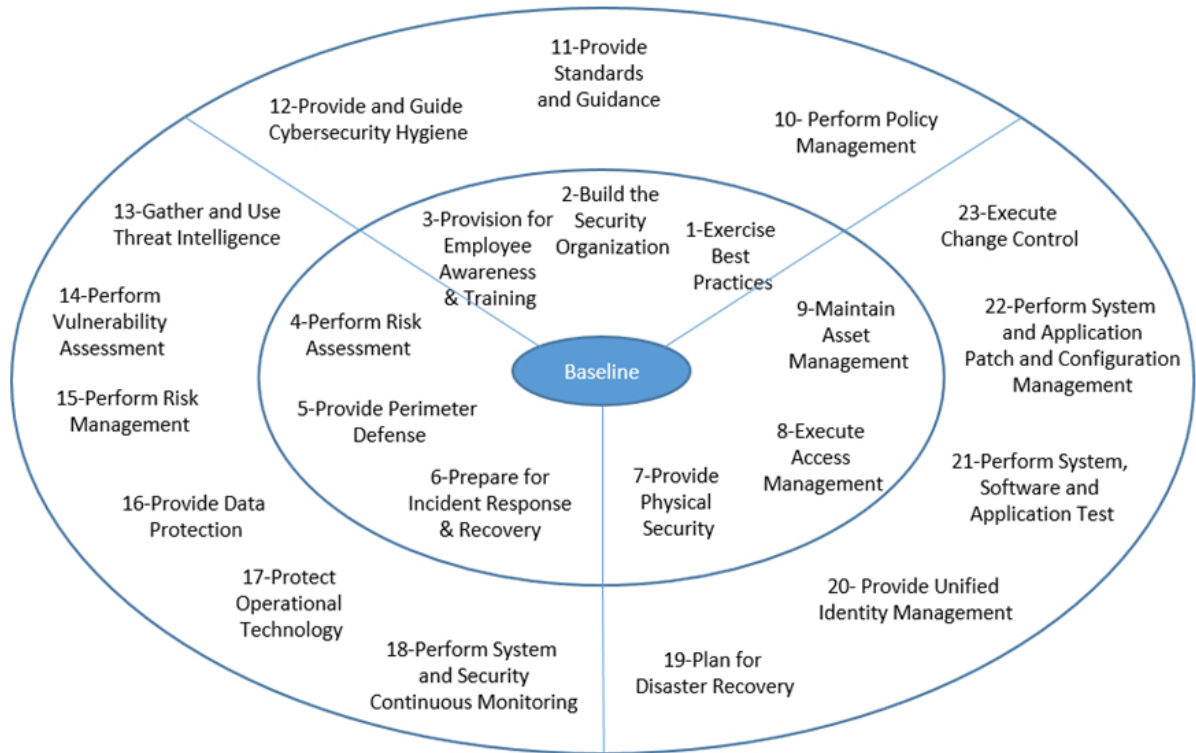 11-Provide
Standards
and Guidance
12-Provide and Guide
Cybersecurity Hygiene
10- Perform Policy
Management
13-Gather and Use
Threat Intelligence
3-Provision for
Employee
Awareness
& Training
2-Build the
Security
Organization
1-Exercise
Best
Practices
23-Execute
Change Control
14-Perform
Vulnerability
Assessment
4-Perform Risk
Assessment
9-Maintain
Asset
Management
22-Perform System
and Application
Patch and Configuration
Management
Baseline
15-Perform Risk
Management
5-Provide Perimeter
Defense
8-Execute
Access
Management
21-Perform System,
Software and
Application Test
16-Provide Data
Protection
6-Prepare for
Incident Response
& Recovery
7-Provide
Physical
Security
17-Protect
Operational
Technology
20- Provide Unified
Identity Management
18-Perform System
and Security
Continuous Monitoring
19-Plan for
Disaster Recovery